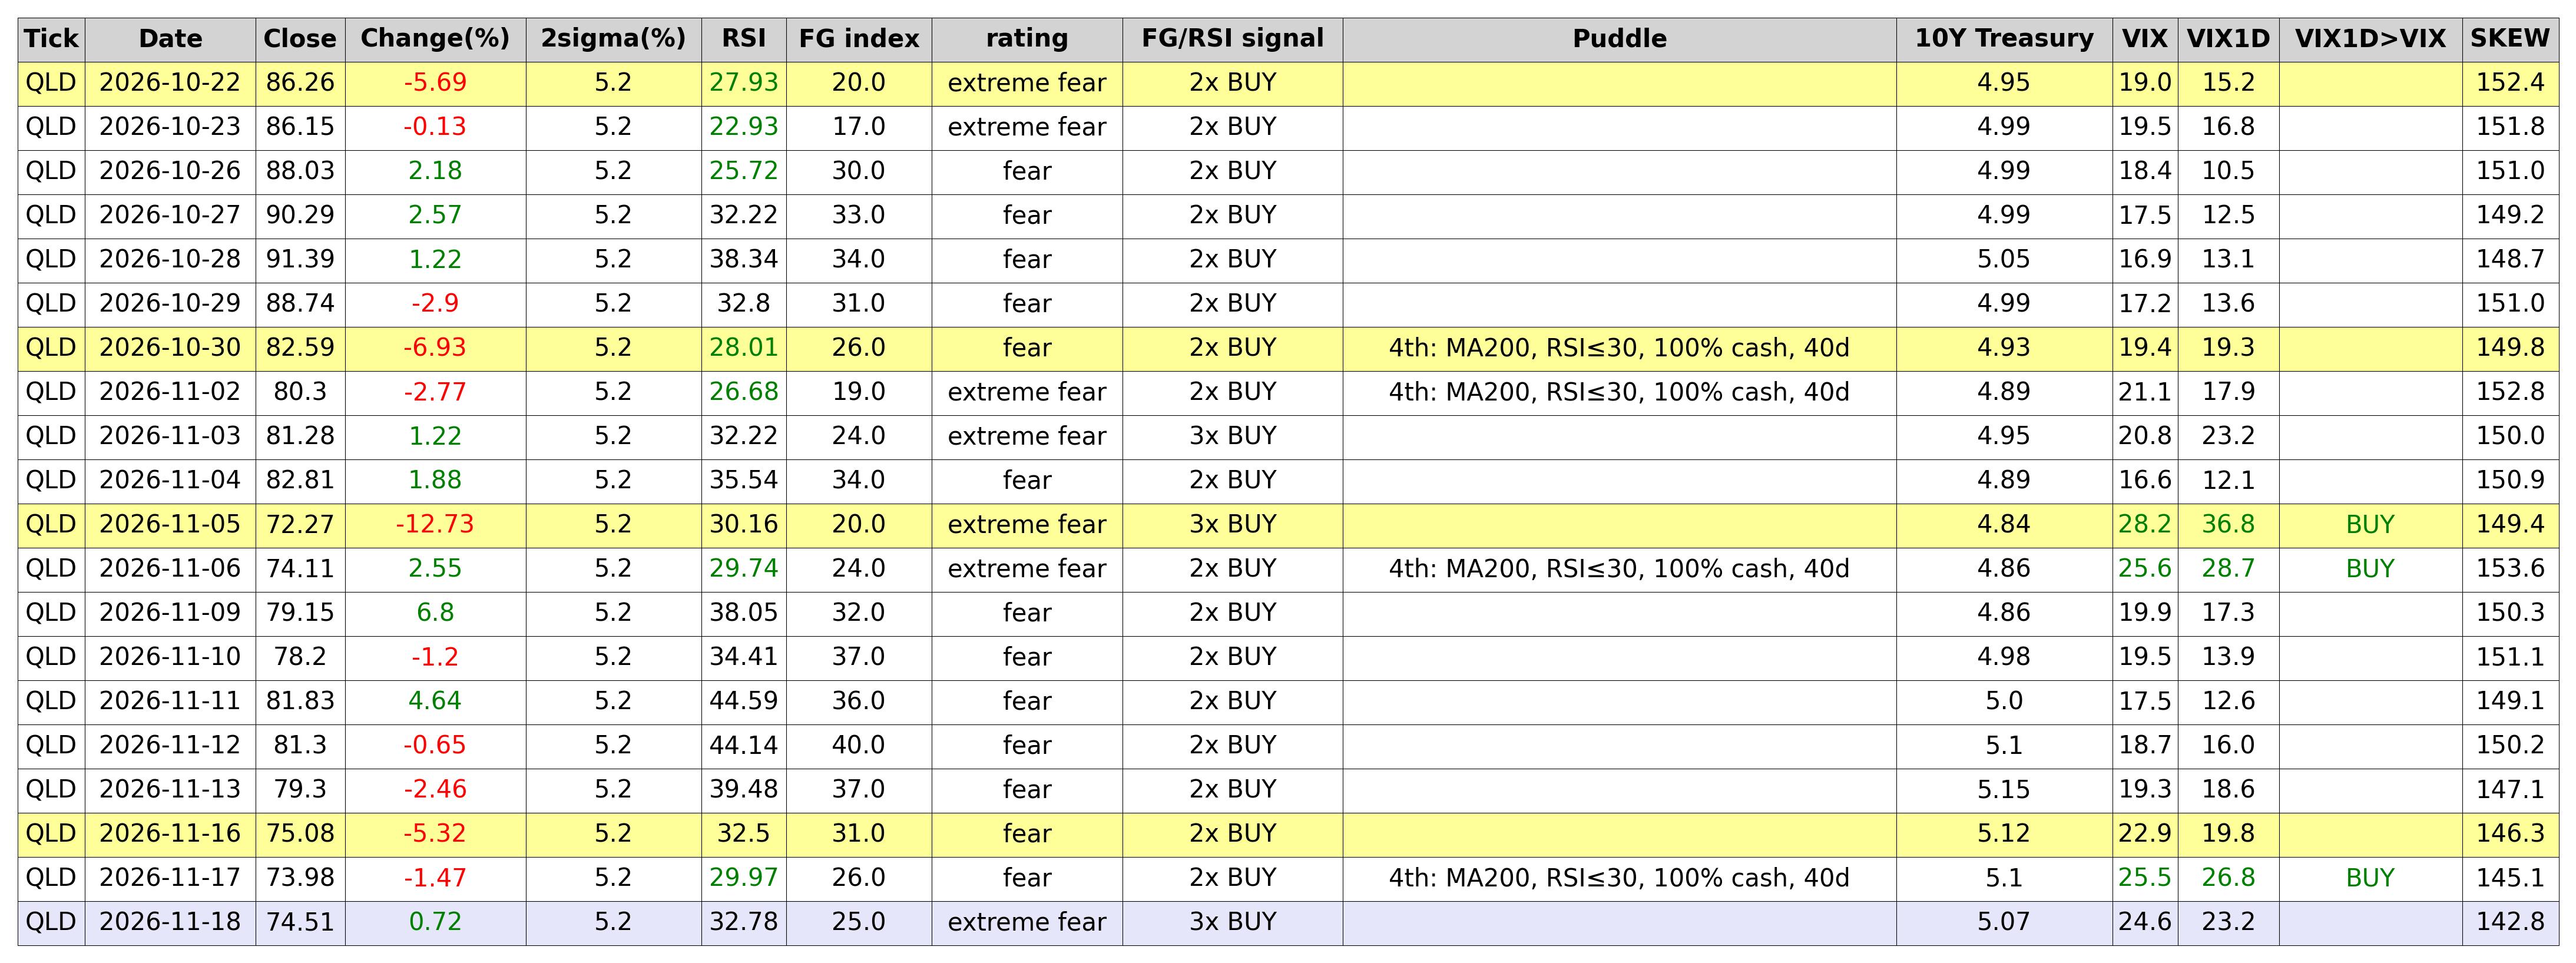 Tick Date Close Change(%) 2sigma(%) RSI FG index rating FG/RSI signal Puddle 10Y Treasury VIX VIX1D VIX1D>VIX SKEW
QLD 2026-10-22 86.26 -5.69 5.2 27.93 20.0 extreme fear 2x BUY 4.95 19.0 15.2 152.4
QLD 2026-10-23 86.15 -0.13 5.2 22.93 17.0 extreme fear 2x BUY 4.99 19.5 16.8 151.8
QLD 2026-10-26 88.03 2.18 5.2 25.72 30.0 fear 2x BUY 4.99 18.4 10.5 151.0
QLD 2026-10-27 90.29 2.57 5.2 32.22 33.0 fear 2x BUY 4.99 17.5 12.5 149.2
QLD 2026-10-28 91.39 1.22 5.2 38.34 34.0 fear 2x BUY 5.05 16.9 13.1 148.7
QLD 2026-10-29 88.74 -2.9 5.2 32.8 31.0 fear 2x BUY 4.99 17.2 13.6 151.0
QLD 2026-10-30 82.59 -6.93 5.2 28.01 26.0 fear 2x BUY 4th: MA200, RSI≤30, 100% cash, 40d 4.93 19.4 19.3 149.8
QLD 2026-11-02 80.3 -2.77 5.2 26.68 19.0 extreme fear 2x BUY 4th: MA200, RSI≤30, 100% cash, 40d 4.89 21.1 17.9 152.8
QLD 2026-11-03 81.28 1.22 5.2 32.22 24.0 extreme fear 3x BUY 4.95 20.8 23.2 150.0
QLD 2026-11-04 82.81 1.88 5.2 35.54 34.0 fear 2x BUY 4.89 16.6 12.1 150.9
QLD 2026-11-05 72.27 -12.73 5.2 30.16 20.0 extreme fear 3x BUY 4.84 28.2 36.8 BUY 149.4
QLD 2026-11-06 74.11 2.55 5.2 29.74 24.0 extreme fear 2x BUY 4th: MA200, RSI≤30, 100% cash, 40d 4.86 25.6 28.7 BUY 153.6
QLD 2026-11-09 79.15 6.8 5.2 38.05 32.0 fear 2x BUY 4.86 19.9 17.3 150.3
QLD 2026-11-10 78.2 -1.2 5.2 34.41 37.0 fear 2x BUY 4.98 19.5 13.9 151.1
QLD 2026-11-11 81.83 4.64 5.2 44.59 36.0 fear 2x BUY 5.0 17.5 12.6 149.1
QLD 2026-11-12 81.3 -0.65 5.2 44.14 40.0 fear 2x BUY 5.1 18.7 16.0 150.2
QLD 2026-11-13 79.3 -2.46 5.2 39.48 37.0 fear 2x BUY 5.15 19.3 18.6 147.1
QLD 2026-11-16 75.08 -5.32 5.2 32.5 31.0 fear 2x BUY 5.12 22.9 19.8 146.3
QLD 2026-11-17 73.98 -1.47 5.2 29.97 26.0 fear 2x BUY 4th: MA200, RSI≤30, 100% cash, 40d 5.1 25.5 26.8 BUY 145.1
QLD 2026-11-18 74.51 0.72 5.2 32.78 25.0 extreme fear 3x BUY 5.07 24.6 23.2 142.8